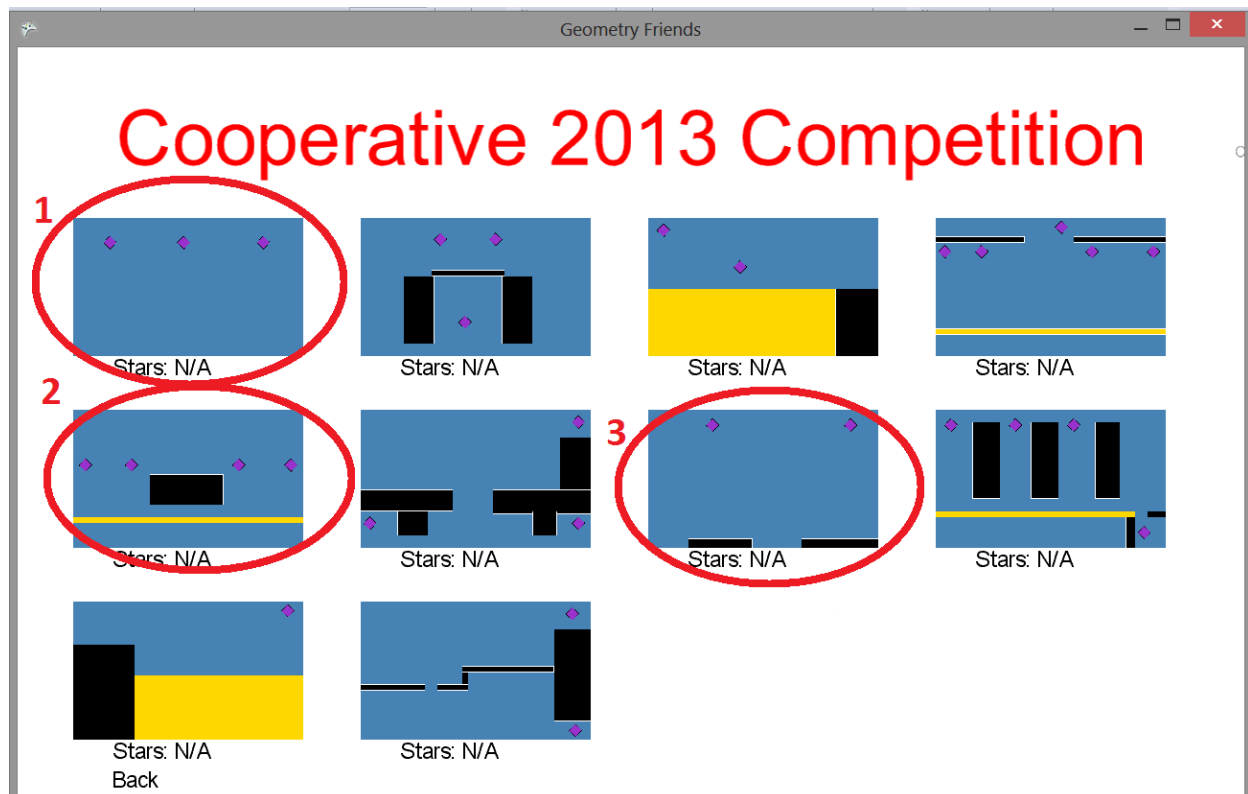 Geometry Friends
Cooperative 2013 Competition
1
Stars: N/A
Stars: N/A
Stars: N/A
Stars: N/A
2
3
Stars: N/A
Stars: N/A
Stars: N/A
Stars: N/A
Stars: N/A
Stars: N/A
Back